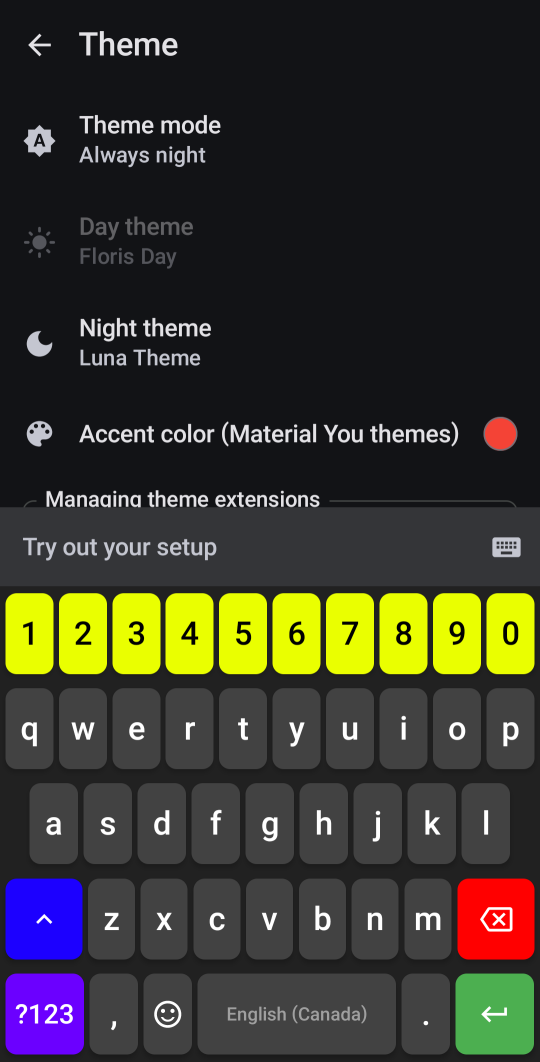 Theme
A
Theme mode
Always night
Day theme
Floris Day
Night theme
Luna Theme
Accent color (Material You themes)
Managing theme extensions
Try out your setup
1 2 3 4 5 6 7 8 9 0
q w e r t y u i o p
a s d f g h j k l
z x c v b n m
?123 , English (Canada) .